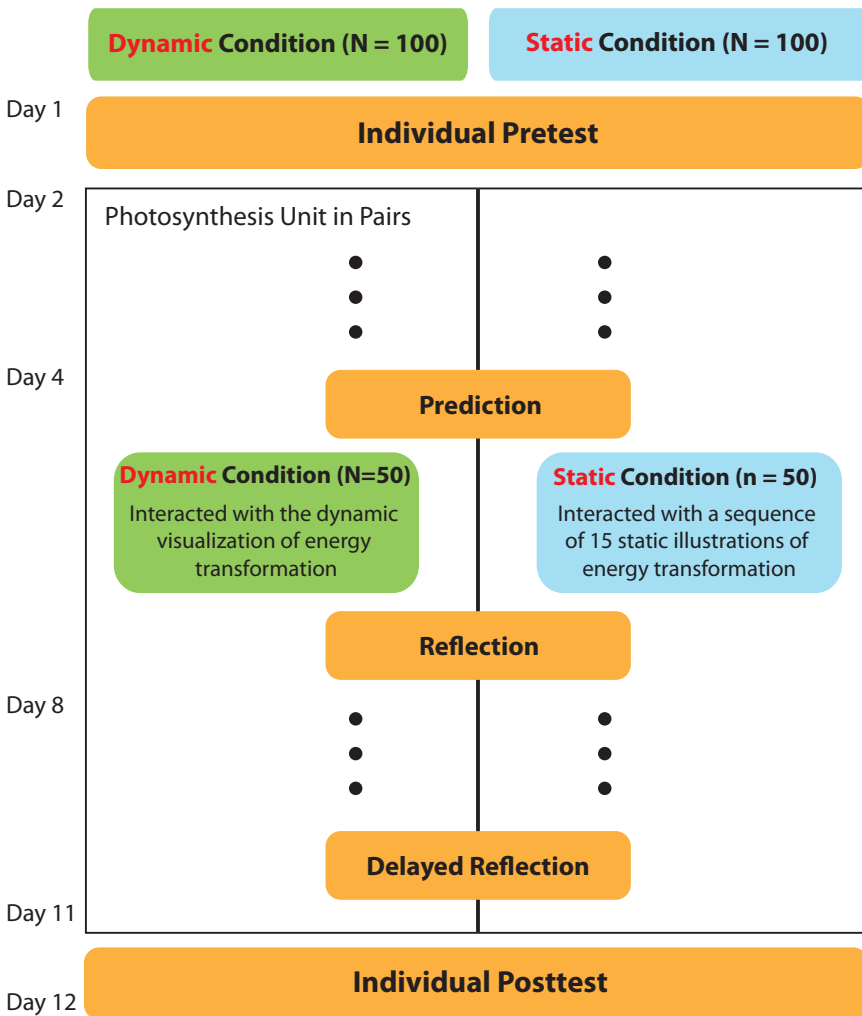 Dynamic Condition (N = 100)
Static Condition (N = 100)
Day 1
Individual Pretest
Day 2
Photosynthesis Unit in Pairs
Day 4
Prediction
Dynamic Condition (N=50)
Interacted with the dynamic
visualization of energy
transformation
Static Condition (n = 50)
Interacted with a sequence
of 15 static illustrations of
energy transformation
Reflection
Day 8
Delayed Reflection
Day 11
Individual Posttest
Day 12